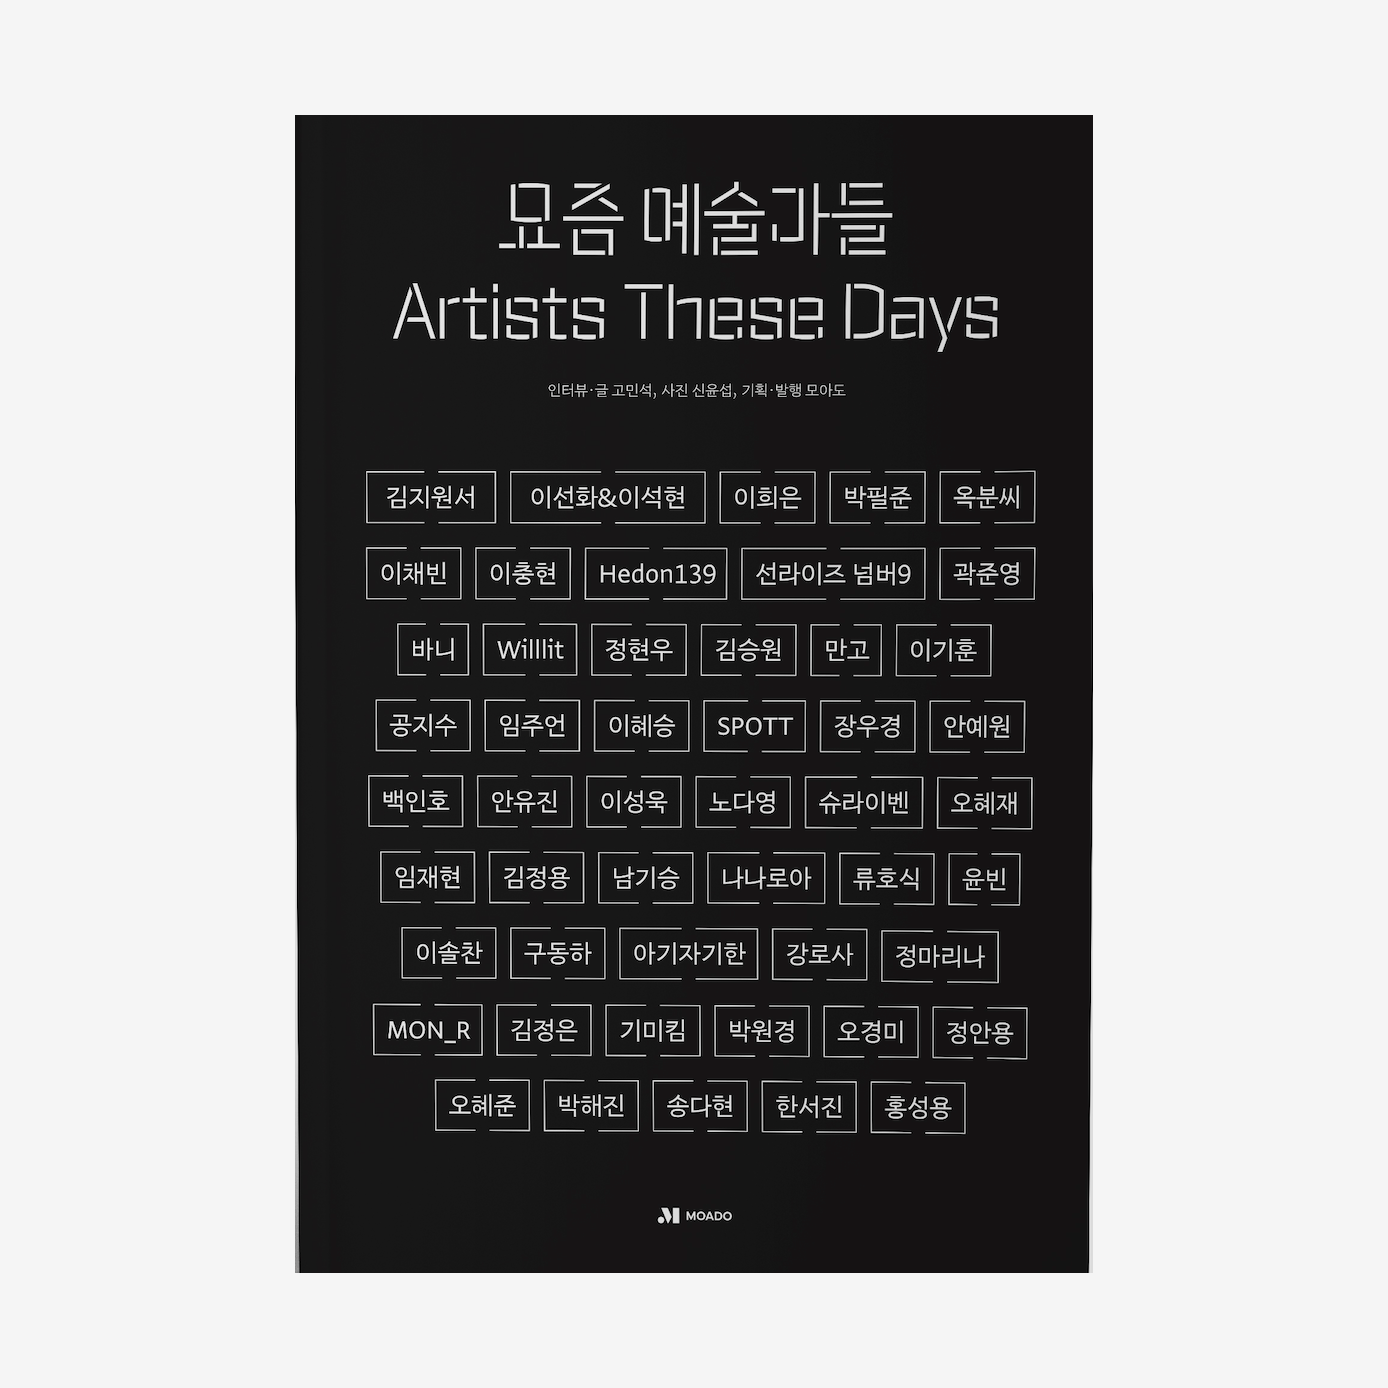 요즘 예술가들
Artists These Days
인터뷰·글 고민석, 사진 신윤섭, 기획·발행 모아도
김지원서 이선화&이석현 이희은 박필준 옥분씨
이채빈 이충현 Hedon139 선라이즈 넘버9 곽준영
바니 Willlit 정현우 김승원 만고 이기훈
공지수 임주언 이혜승 SPOTT 장우경 안예원
백인호 안유진 이성욱 노다영 슈라이벤 오혜재
임재현 김정용 남기승 나나로아 류호식 윤빈
이솔찬 구동하 아기자기한 강로사 정마리나
MON_R 김정은 기미킴 박원경 오경미 정안용
오혜준 박해진 송다현 한서진 홍성용
MOADO